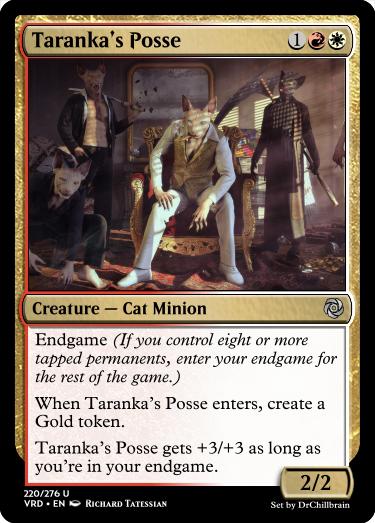 Taranka's Posse 1
Creature — Cat Minion
Endgame (If you control eight or more
tapped permanents, enter your endgame for
the rest of the game.)
When Taranka's Posse enters, create a
Gold token.
Taranka's Posse gets +3/+3 as long as
you're in your endgame.
2/2
220/276 U
VRD • EN Richard Tatessian
Set by DrChillbrain